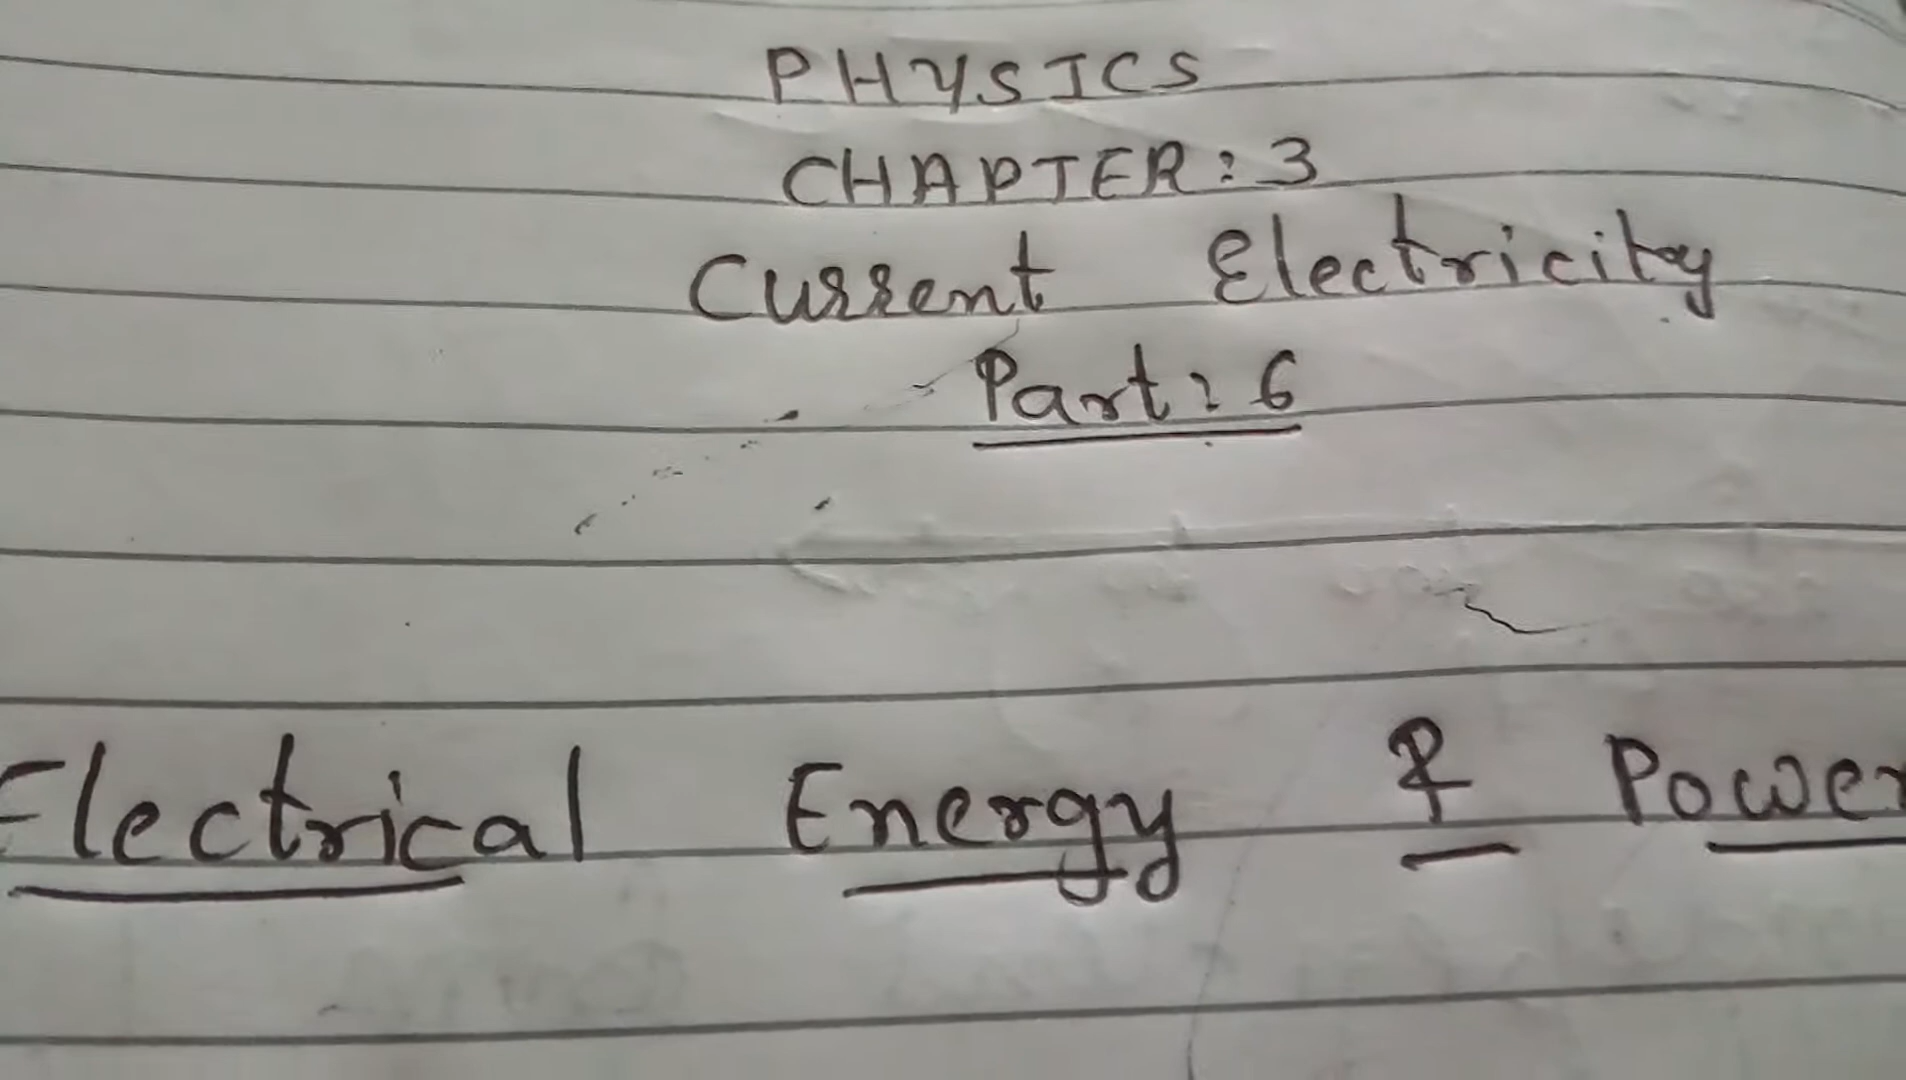 PHYSICS
CHAPTER: 3
Current Electricity
Part: 6
Electrical Energy & Power